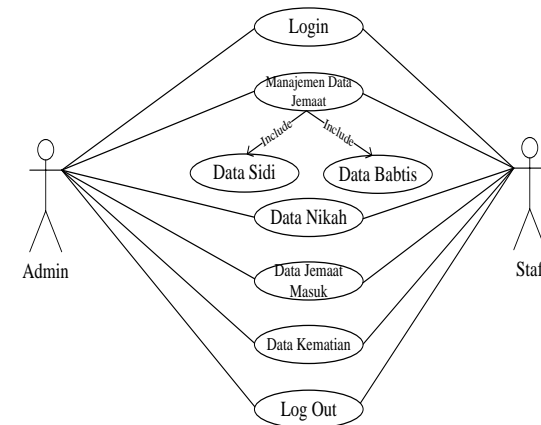 Login
Manajemen Data
Jemaat
Include
Include
Data Sidi
Data Babtis
Data Nikah
Admin
Staf
Data Jemaat
Masuk
Data Kematian
Log Out